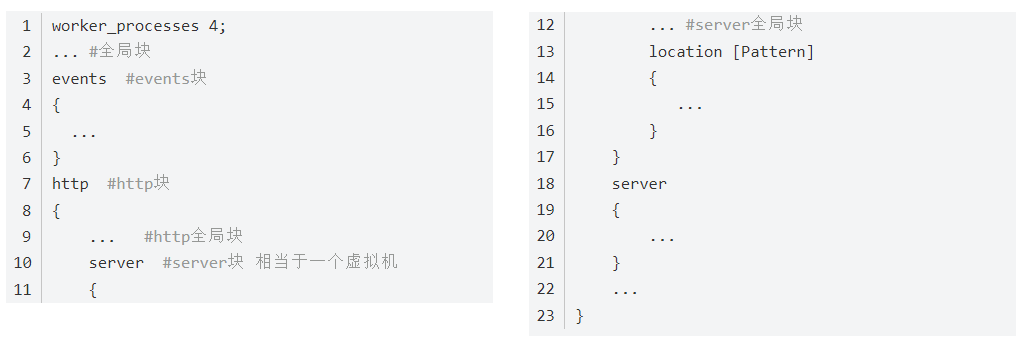 1 worker_processes 4;
2 ... #全局块
3 events  #events块
4 {
5   ...
6 }
7 http  #http块
8 {
9     ...   #http全局块
10     server  #server块 相当于一个虚拟机
11     {
12         ... #server全局块
13         location [Pattern]
14         {
15            ...
16         }
17     }
18     server
19     {
20         ...
21     }
22     ...
23 }